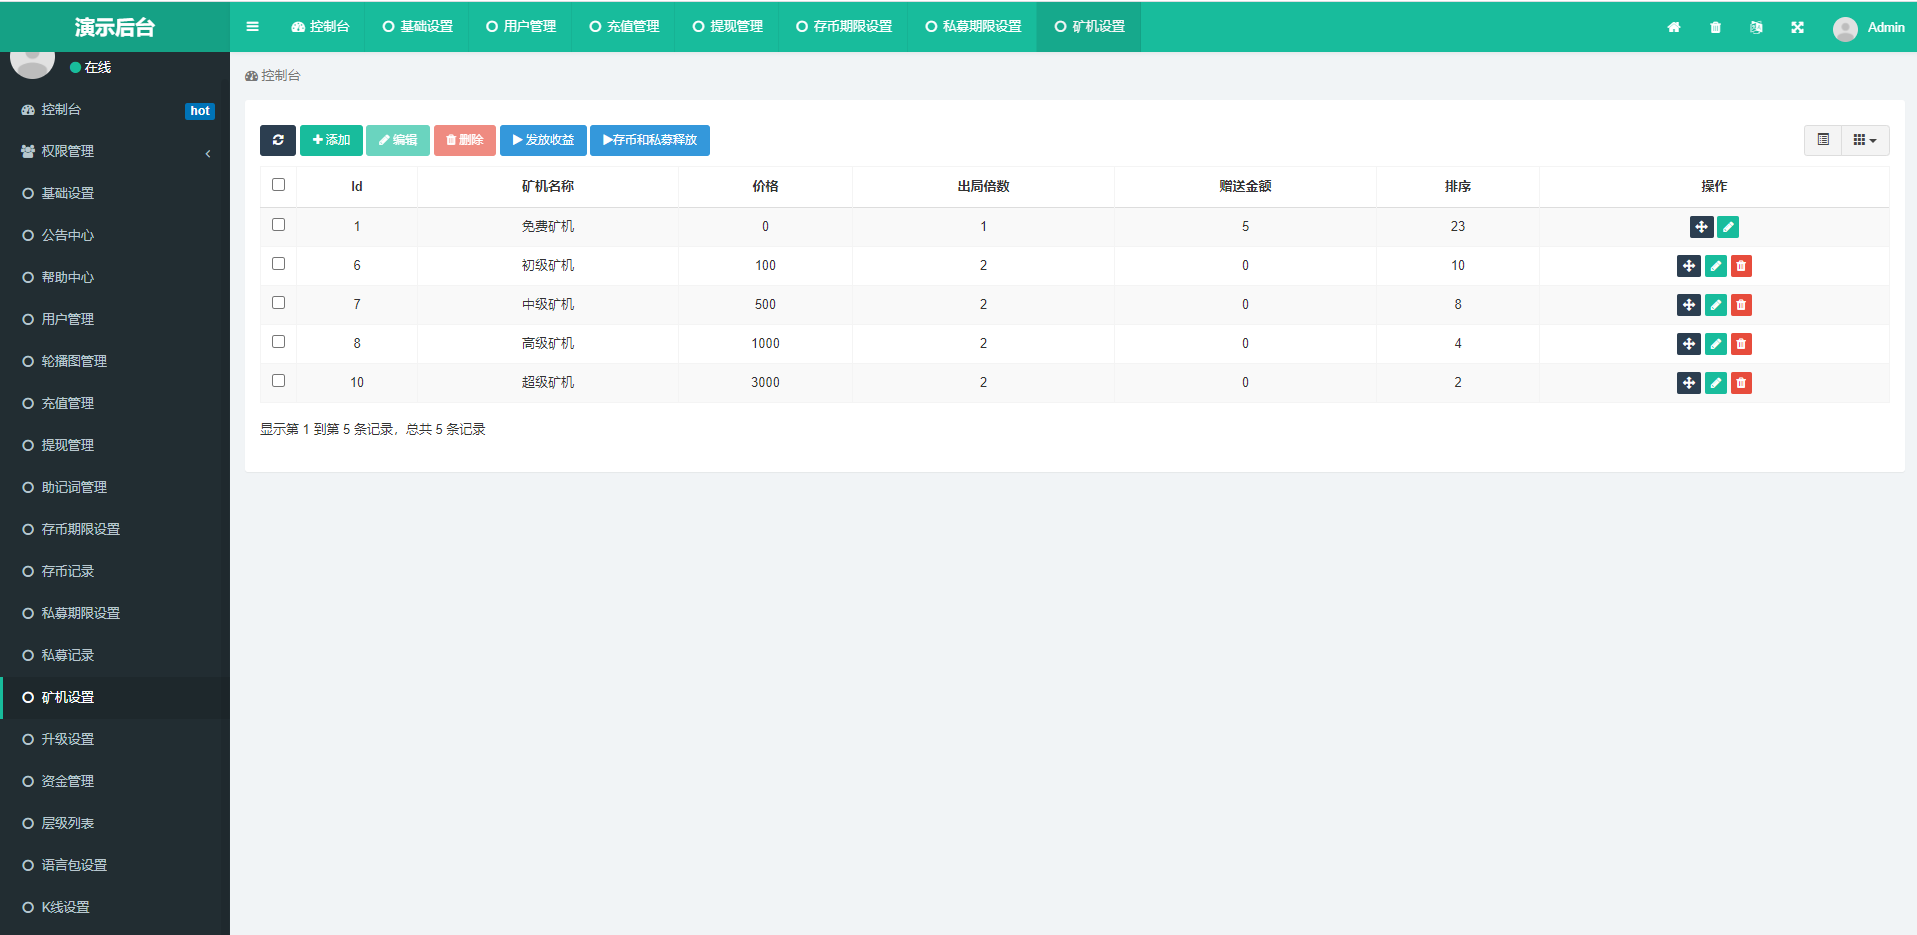 演示后台
控制台
基础设置
用户管理
充值管理
提现管理
存币期限设置
私募期限设置
矿机设置
Admin
在线
控制台
hot
权限管理
基础设置
公告中心
帮助中心
用户管理
轮播图管理
充值管理
提现管理
助记词管理
存币期限设置
存币记录
私募期限设置
私募记录
矿机设置
升级设置
资金管理
层级列表
语言包设置
K线设置
控制台
添加 编辑 删除 发放收益 存币和私募释放
Id 矿机名称 价格 出局倍数 赠送金额 排序 操作
1 免费矿机 0 1 5 23
6 初级矿机 100 2 0 10
7 中级矿机 500 2 0 8
8 高级矿机 1000 2 0 4
10 超级矿机 3000 2 0 2
显示第 1 到第 5 条记录，总共 5 条记录